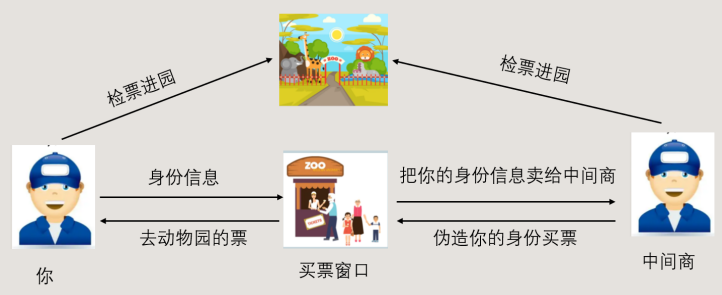 ZOO
检票进园
检票进园
ZOO
身份信息
把你的身份信息卖给中间商
去动物园的票
伪造你的身份买票
你
买票窗口
中间商